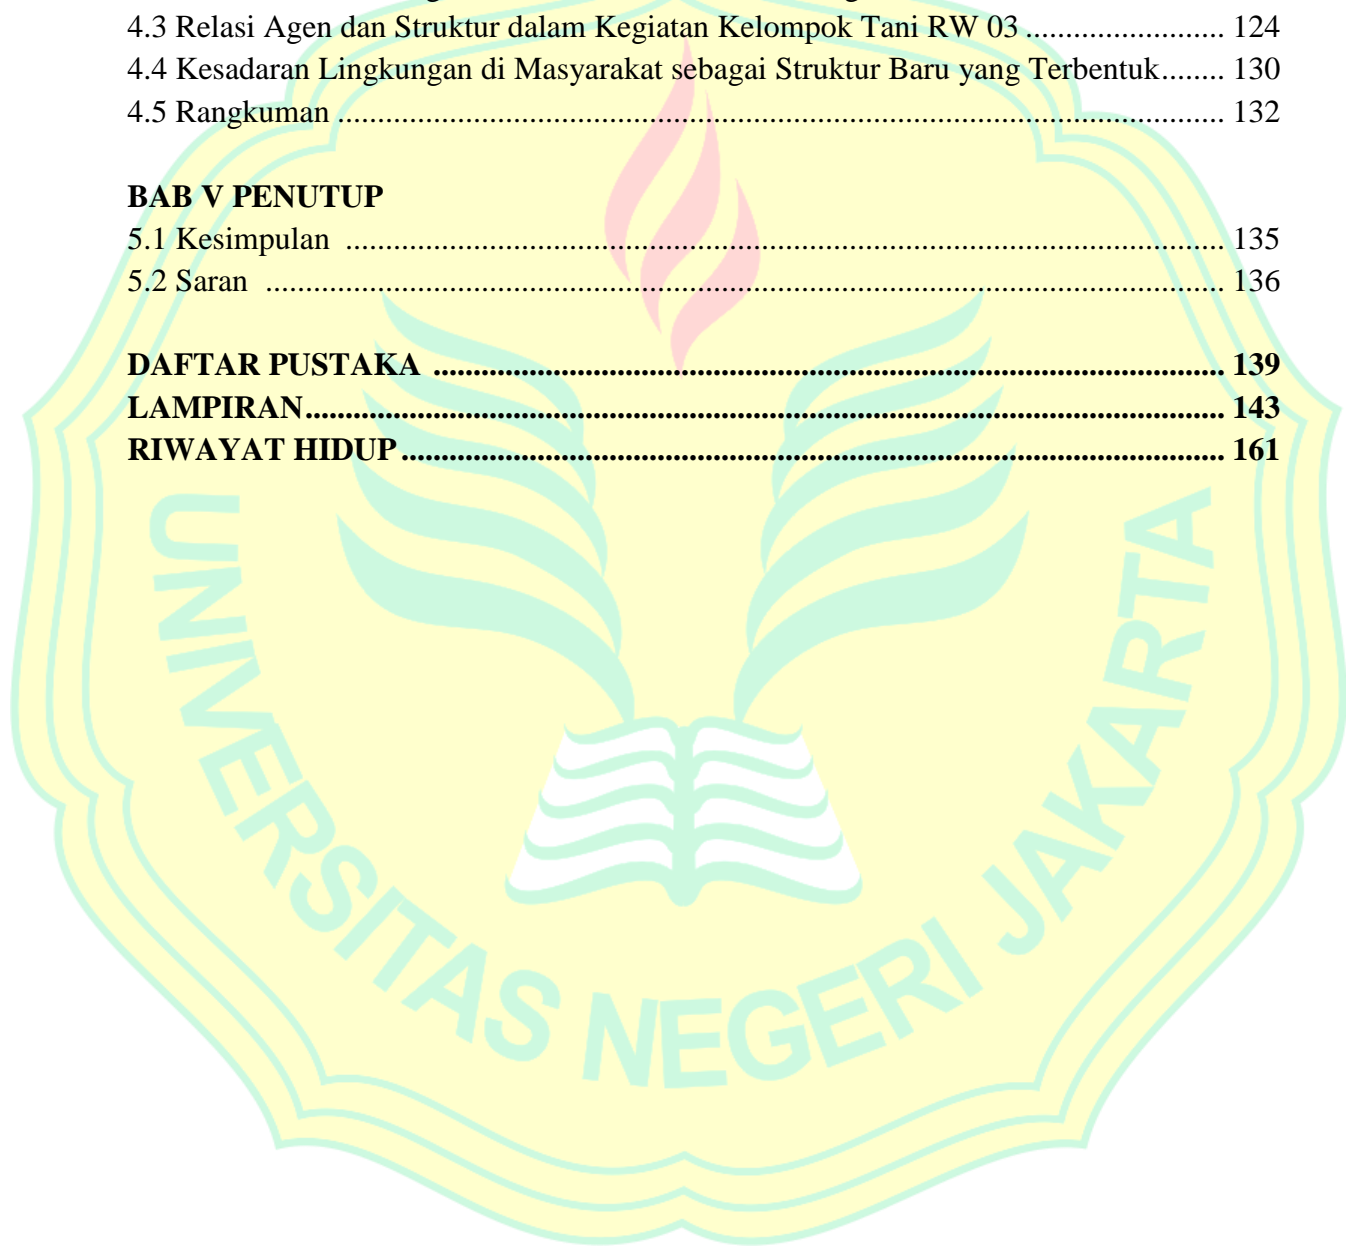 4.3 Relasi Agen dan Struktur dalam Kegiatan Kelompok Tani RW 03 ......................... 124
4.4 Kesadaran Lingkungan di Masyarakat sebagai Struktur Baru yang Terbentuk........ 130
4.5 Rangkuman ............................................................................................................... 132
BAB V PENUTUP
5.1 Kesimpulan .............................................................................................................. 135
5.2 Saran ........................................................................................................................ 136
DAFTAR PUSTAKA ................................................................................................... 139
LAMPIRAN................................................................................................................... 143
RIWAYAT HIDUP ....................................................................................................... 161
UNIVERSITAS NEGERI JAKARTA